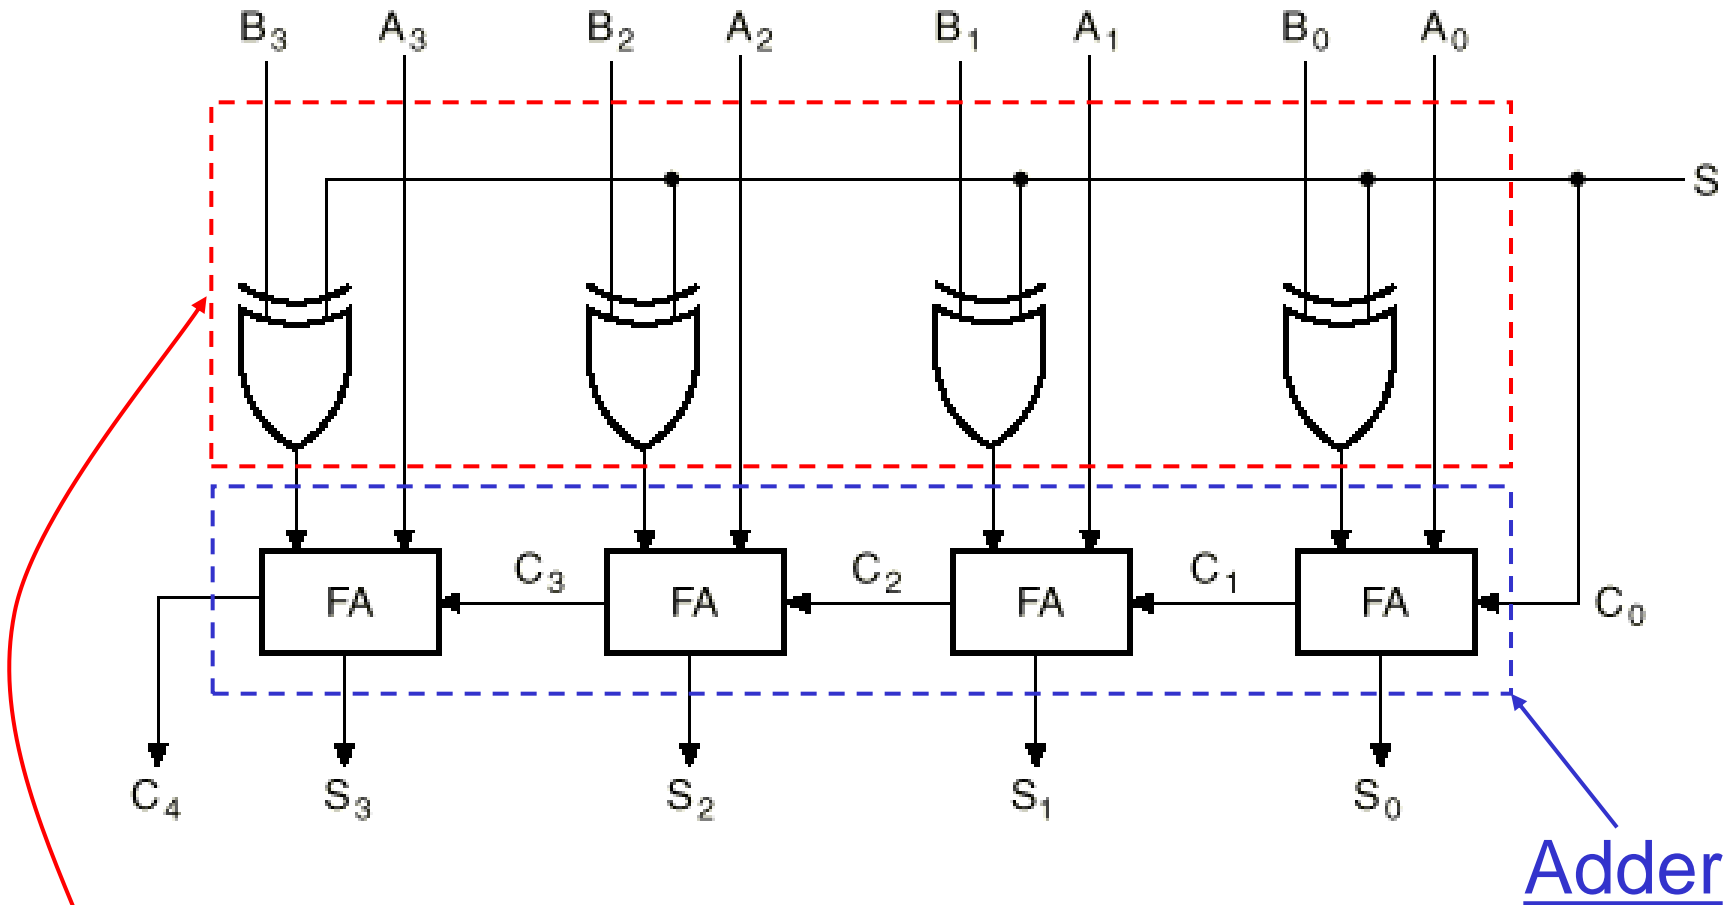 B₃ A₃ B₂ A₂ B₁ A₁ B₀ A₀
S
C₃ C₂ C₁
FA FA FA FA C₀
C₄ S₃ S₂ S₁ S₀
Adder